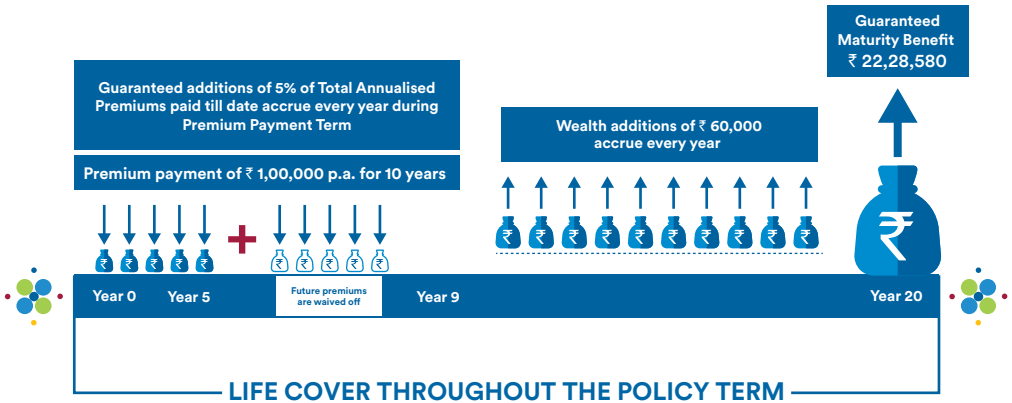 Guaranteed
Maturity Benefit
₹ 22,28,580
Guaranteed additions of 5% of Total Annualised
Premiums paid till date accrue every year during
Premium Payment Term
Wealth additions of ₹ 60,000
accrue every year
Premium payment of ₹ 1,00,000 p.a. for 10 years
₹ ₹ ₹ ₹ ₹
₹ ₹ ₹ ₹ ₹
₹ ₹ ₹ ₹ ₹ ₹ ₹ ₹ ₹ ₹
₹
Year 0
Year 5
Future premiums
are waived off
Year 9
Year 20
LIFE COVER THROUGHOUT THE POLICY TERM